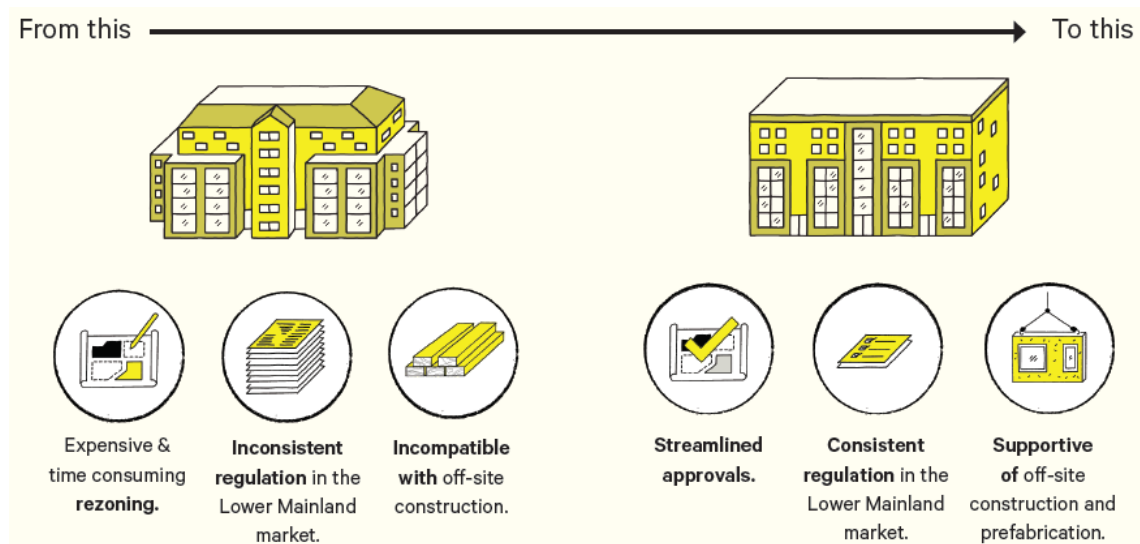 From this
To this
Expensive &
time consuming
rezoning.
Inconsistent
regulation in the
Lower Mainland
market.
Incompatible
with off-site
construction.
Streamlined
approvals.
Consistent
regulation in the
Lower Mainland
market.
Supportive
of off-site
construction and
prefabrication.